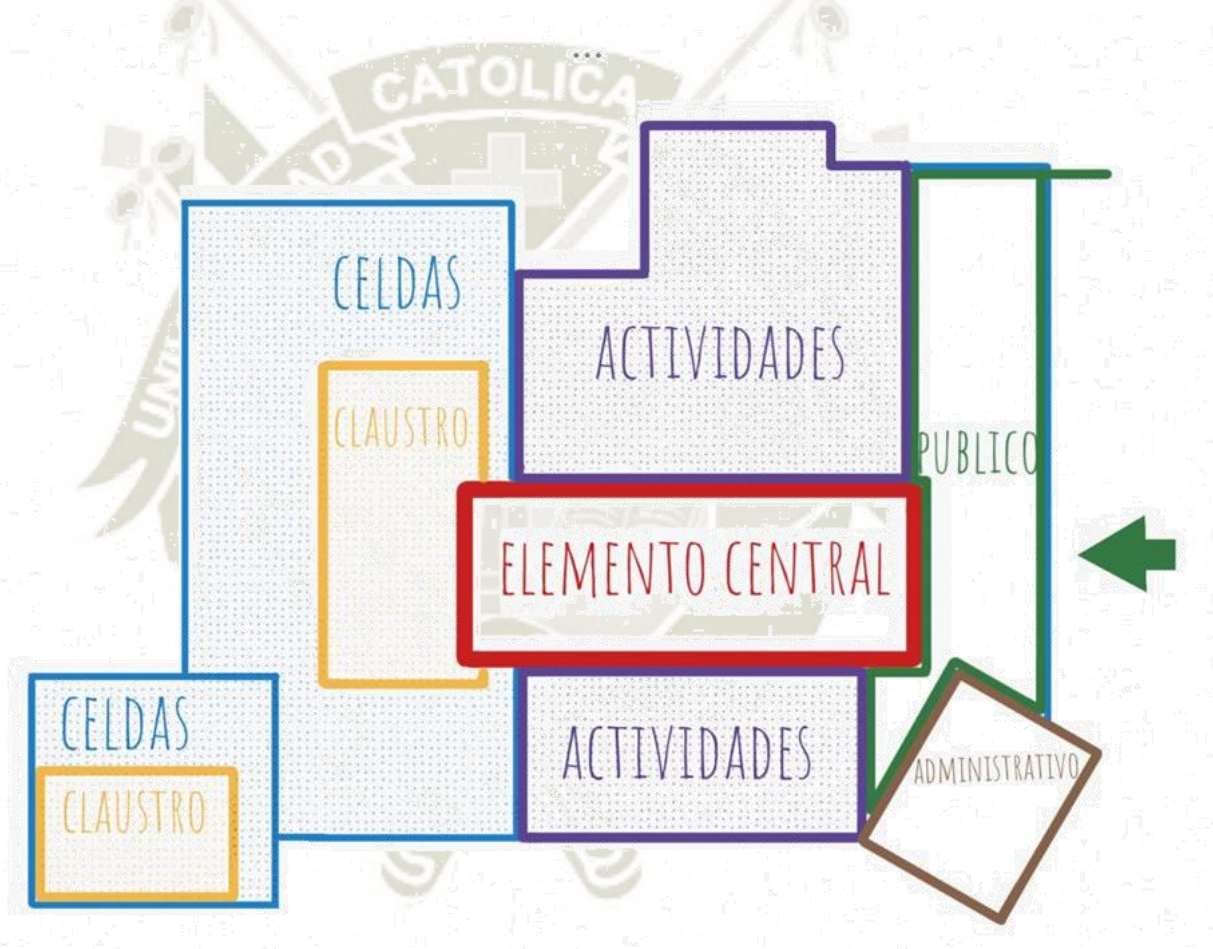 CATOLICA
CELDAS
ACTIVIDADES
CLAUSTRO
PUBLICO
ELEMENTO CENTRAL
CELDAS
ACTIVIDADES
ADMINISTRATIVO
CLAUSTRO